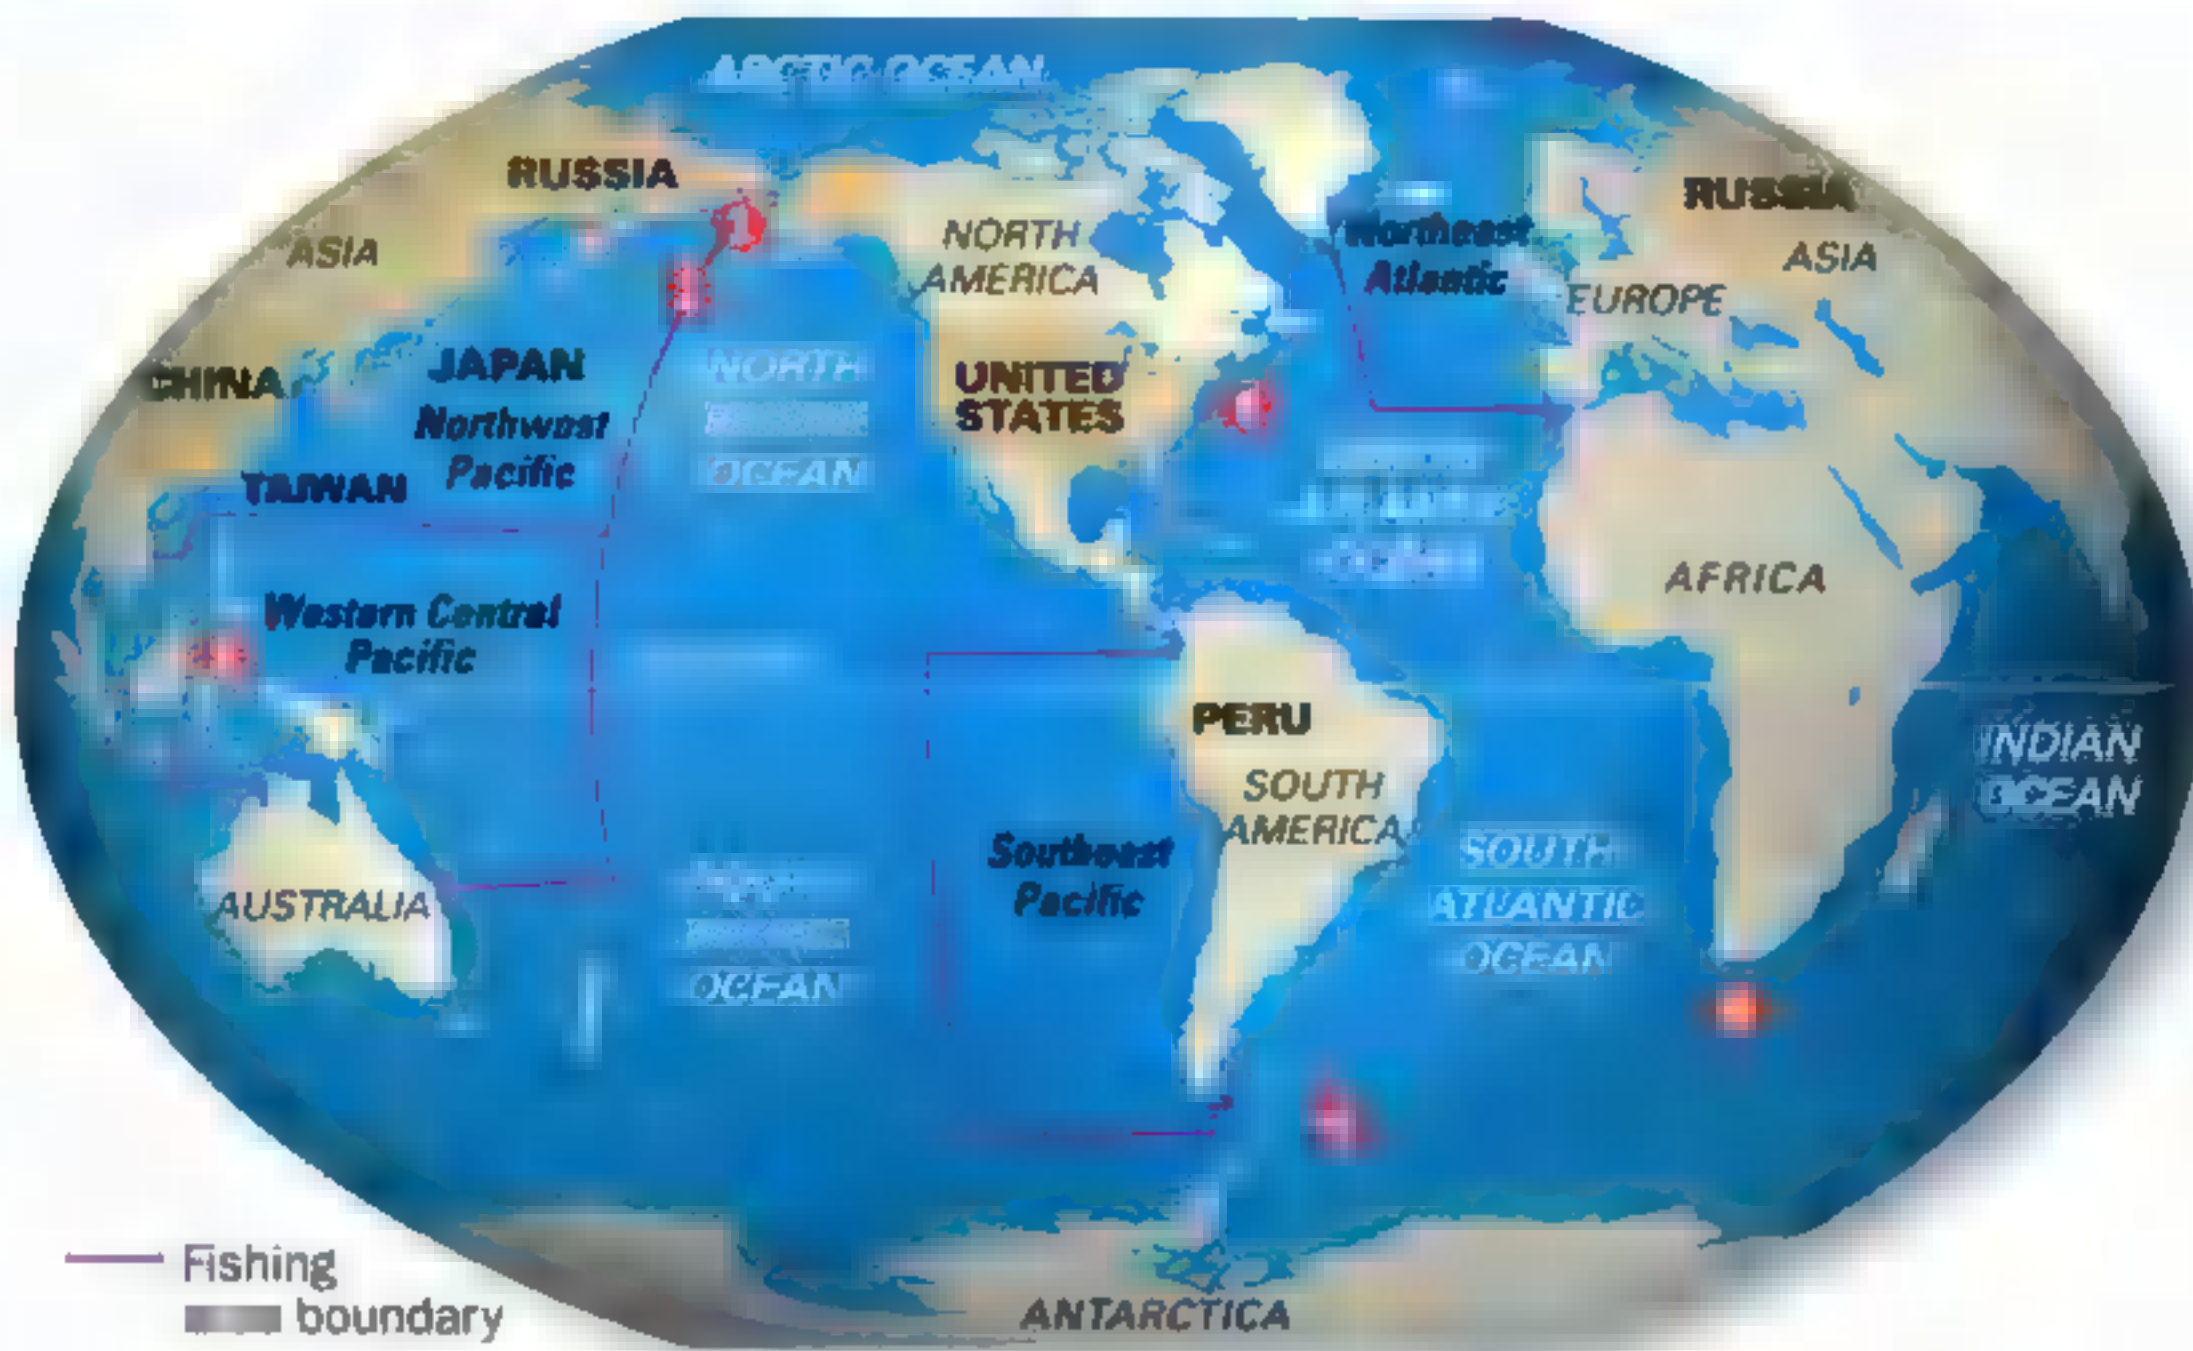 ARCTIC OCEAN
RUSSIA
RUSSIA
1
ASIA
NORTH
AMERICA
Northeast
Atlantic
ASIA
EUROPE
CHINA
JAPAN
Northwest
Pacific
NORTH
OCEAN
UNITED
STATES
TAIWAN
AFRICA
Western Central
Pacific
PERU
SOUTH
AMERICA
INDIAN
OCEAN
Southeast
Pacific
SOUTH
ATLANTIC
OCEAN
AUSTRALIA
OCEAN
Fishing
boundary
ANTARCTICA